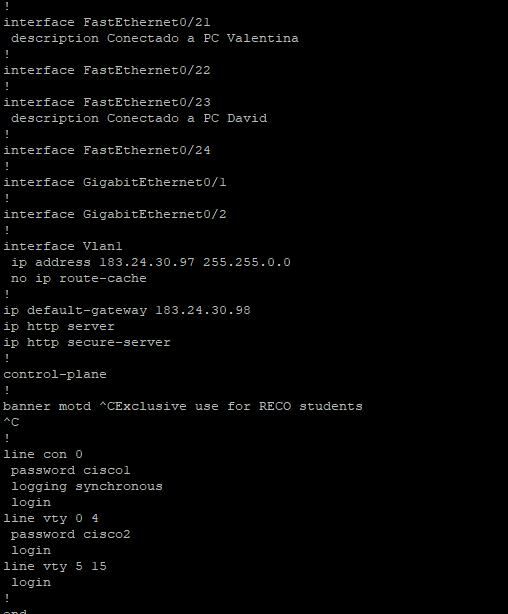 !
interface FastEthernet0/21
 description Conectado a PC Valentina
!
interface FastEthernet0/22
!
interface FastEthernet0/23
 description Conectado a PC David
!
interface FastEthernet0/24
!
interface GigabitEthernet0/1
!
interface GigabitEthernet0/2
!
interface Vlan1
 ip address 183.24.30.97 255.255.0.0
 no ip route-cache
!
ip default-gateway 183.24.30.98
ip http server
ip http secure-server
!
control-plane
!
banner motd ^CExclusive use for RECO students
^C
!
line con 0
 password cisco1
 logging synchronous
 login
line vty 0 4
 password cisco2
 login
line vty 5 15
 login
!
end